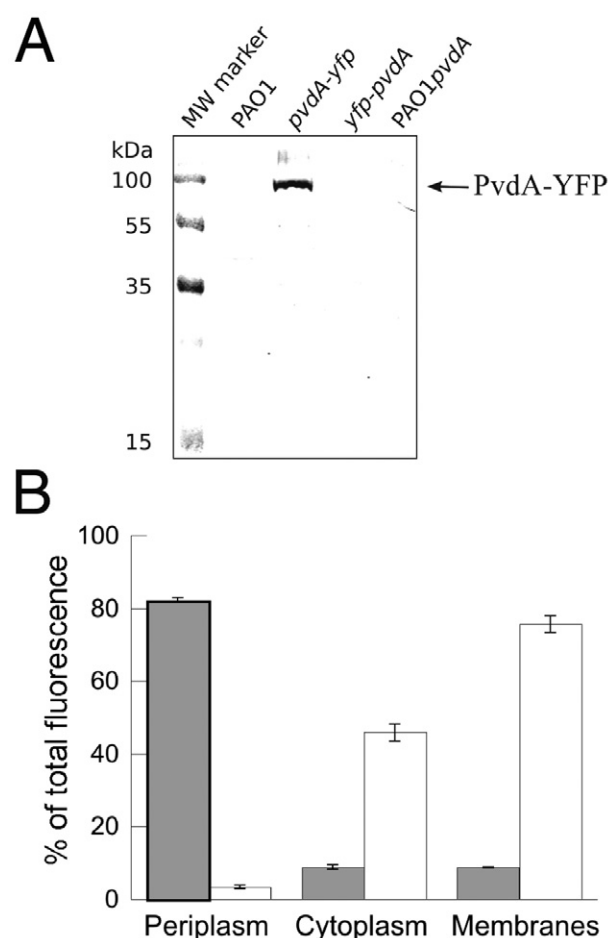 A
MW marker
PAO1
pvdA-yfp
yfp-pvdA
PAO1pvdA
kDa
100
55
35
15
PvdA-YFP
B
% of total fluorescence
100
80
60
40
20
0
Periplasm Cytoplasm Membranes